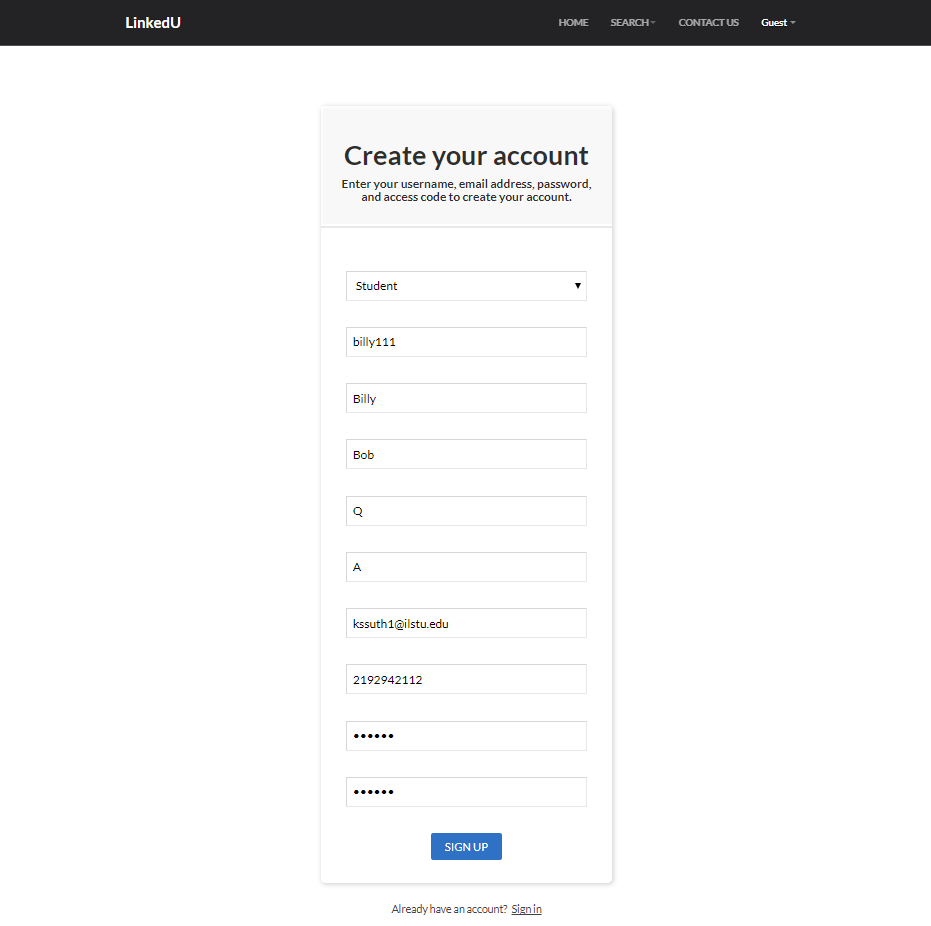 LinkedU
HOME SEARCH CONTACT US Guest
Create your account
Enter your username, email address, password,
and access code to create your account.
Student
billy111
Billy
Bob
Q
A
kssuth1@ilstu.edu
2192942112
••••••
••••••
SIGN UP
Already have an account? Sign in